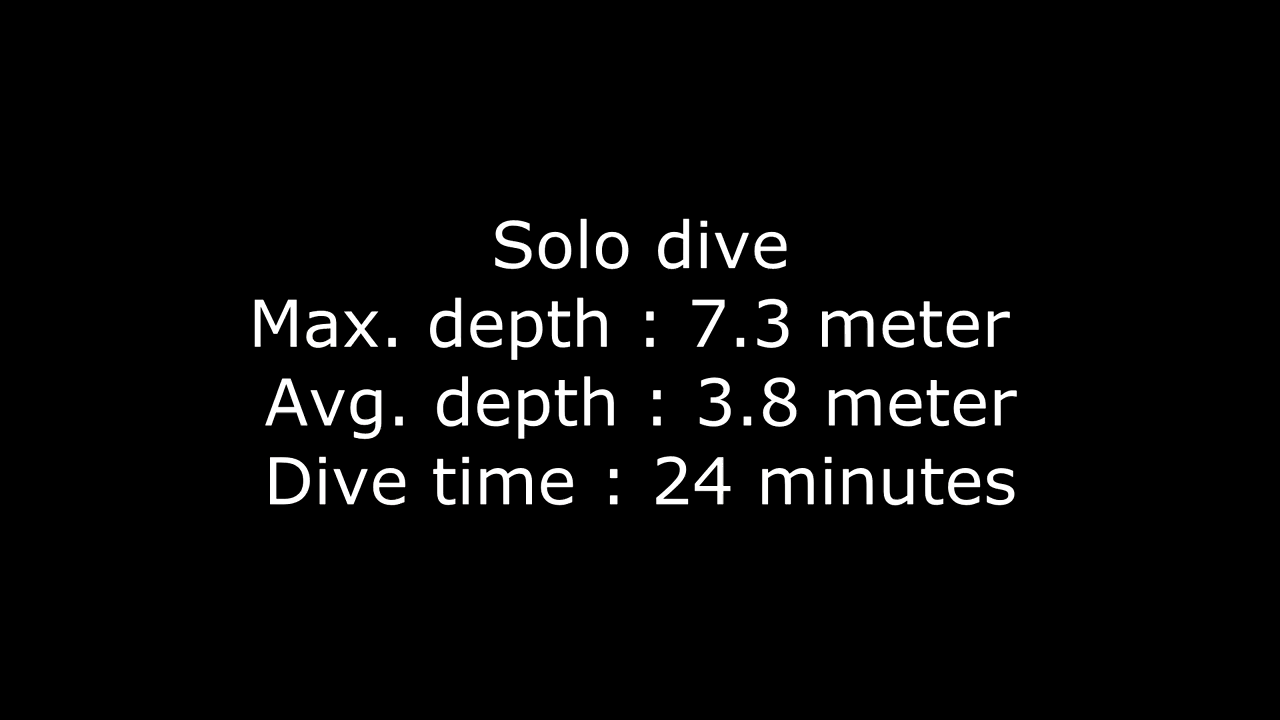 Solo dive
Max. depth : 7.3 meter
Avg. depth : 3.8 meter
Dive time : 24 minutes